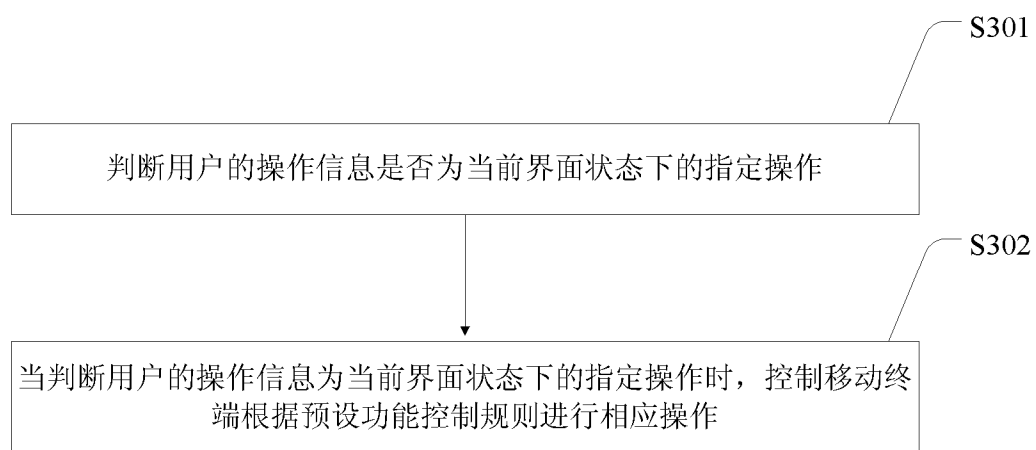 S301
判断用户的操作信息是否为当前界面状态下的指定操作
S302
当判断用户的操作信息为当前界面状态下的指定操作时，控制移动终
端根据预设功能控制规则进行相应操作